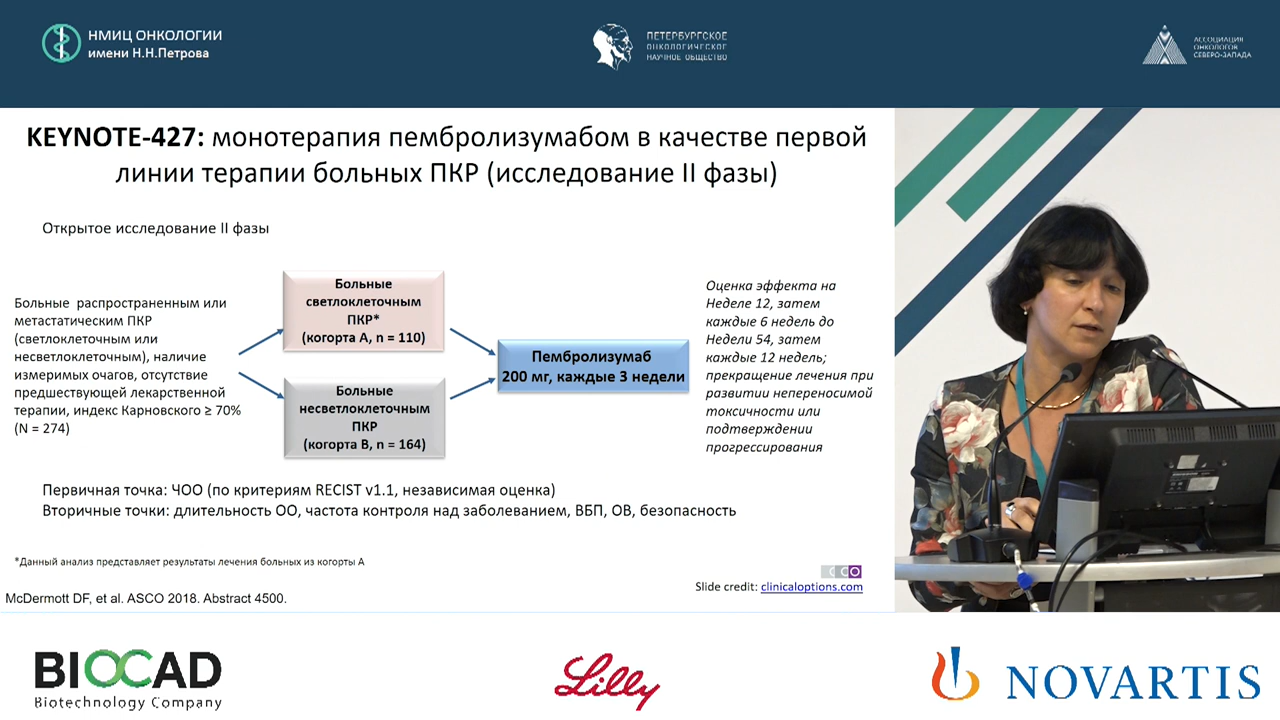 НМИЦ ОНКОЛОГИИ
имени Н.Н.Петрова
ПЕТЕРБУРГСКОЕ
ОНКОЛОГИЧЕСКОЕ
НАУЧНОЕ ОБЩЕСТВО
АССОЦИАЦИЯ
ОНКОЛОГОВ
СЕВЕРО-ЗАПАДА
KEYNOTE-427: монотерапия пембролизумабом в качестве первой
линии терапии больных ПКР (исследование II фазы)
Открытое исследование II фазы
Больные распространенным или
метастатическим ПКР
(светлоклеточным или
несветлоклеточным), наличие
измеримых очагов, отсутствие
предшествующей лекарственной
терапии, индекс Карновского ≥ 70%
(N = 274)
Больные
светлоклеточным
ПКР*
(когорта А, n = 110)
Больные
несветлоклеточным
ПКР
(когорта В, n = 164)
Пембролизумаб
200 мг, каждые 3 недели
Оценка эффекта на
Неделе 12, затем
каждые 6 недель до
Недели 54, затем
каждые 12 недель;
прекращение лечения при
развитии непереносимой
токсичности или
подтверждении
прогрессирования
Первичная точка: ЧОО (по критериям RECIST v1.1, независимая оценка)
Вторичные точки: длительность ОО, частота контроля над заболеванием, ВБП, ОВ, безопасность
*Данный анализ представляет результаты лечения больных из когорты А
CCO
Slide credit: clinicaloptions.com
McDermott DF, et al. ASCO 2018. Abstract 4500.
BIOCAD
Biotechnology Company
Lilly
NOVARTIS